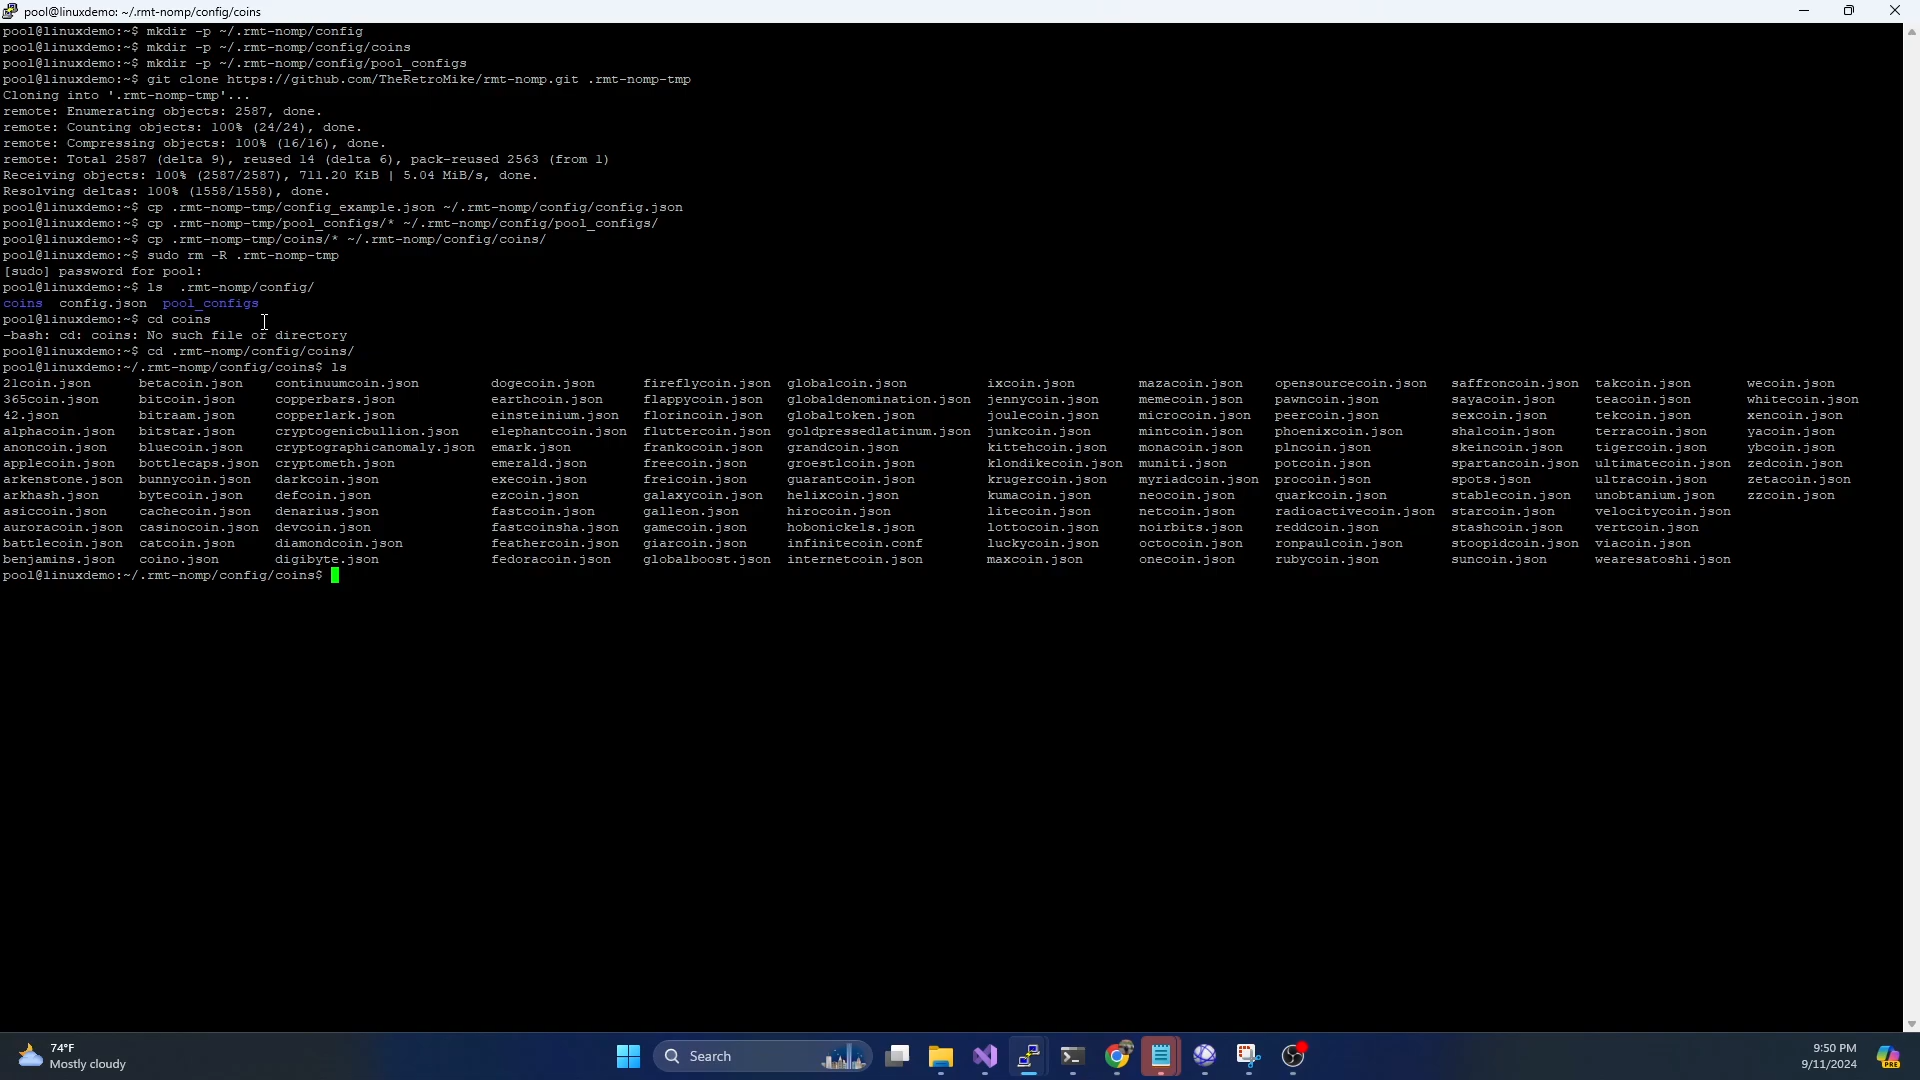 pool@linuxdemo: ~/.rmt-nomp/config/coins
pool@linuxdemo:~$ mkdir -p ~/.rmt-nomp/config
pool@linuxdemo:~$ mkdir -p ~/.rmt-nomp/config/coins
pool@linuxdemo:~$ mkdir -p ~/.rmt-nomp/config/pool_configs
pool@linuxdemo:~$ git clone https://github.com/TheRetroMike/rmt-nomp.git .rmt-nomp-tmp
Cloning into '.rmt-nomp-tmp'...
remote: Enumerating objects: 2587, done.
remote: Counting objects: 100% (24/24), done.
remote: Compressing objects: 100% (16/16), done.
remote: Total 2587 (delta 9), reused 14 (delta 6), pack-reused 2563 (from 1)
Receiving objects: 100% (2587/2587), 711.20 KiB | 5.04 MiB/s, done.
Resolving deltas: 100% (1558/1558), done.
pool@linuxdemo:~$ cp .rmt-nomp-tmp/config_example.json ~/.rmt-nomp/config/config.json
pool@linuxdemo:~$ cp .rmt-nomp-tmp/pool_configs/* ~/.rmt-nomp/config/pool_configs/
pool@linuxdemo:~$ cp .rmt-nomp-tmp/coins/* ~/.rmt-nomp/config/coins/
pool@linuxdemo:~$ sudo rm -R .rmt-nomp-tmp
[sudo] password for pool:
pool@linuxdemo:~$ ls  .rmt-nomp/config/
coins  config.json  pool_configs
pool@linuxdemo:~$ cd coins
-bash: cd: coins: No such file or directory
pool@linuxdemo:~$ cd .rmt-nomp/config/coins/
pool@linuxdemo:~/.rmt-nomp/config/coins$ ls
21coin.json betacoin.json continuumcoin.json dogecoin.json fireflycoin.json globalcoin.json ixcoin.json mazacoin.json opensourcecoin.json saffroncoin.json takcoin.json wecoin.json
365coin.json bitcoin.json copperbars.json earthcoin.json flappycoin.json globaldenomination.json jennycoin.json memecoin.json pawncoin.json sayacoin.json teacoin.json whitecoin.json
42.json bitraam.json copperlark.json einsteinium.json florincoin.json globaltoken.json joulecoin.json microcoin.json peercoin.json sexcoin.json tekcoin.json xencoin.json
alphacoin.json bitstar.json cryptogenicbullion.json elephantcoin.json fluttercoin.json goldpressedlatinum.json junkcoin.json mintcoin.json phoenixcoin.json sha1coin.json terracoin.json yacoin.json
anoncoin.json bluecoin.json cryptographicanomaly.json emark.json frankocoin.json grandcoin.json kittehcoin.json monacoin.json plncoin.json skeincoin.json tigercoin.json ybcoin.json
applecoin.json bottlecaps.json cryptometh.json emerald.json freecoin.json groestlcoin.json klondikecoin.json muniti.json potcoin.json spartancoin.json ultimatecoin.json zedcoin.json
arkenstone.json bunnycoin.json darkcoin.json execoin.json freicoin.json guarantcoin.json krugercoin.json myriadcoin.json procoin.json spots.json ultracoin.json zetacoin.json
arkhash.json bytecoin.json defcoin.json ezcoin.json galaxycoin.json helixcoin.json kumacoin.json neocoin.json quarkcoin.json stablecoin.json unobtanium.json zzcoin.json
asiccoin.json cachecoin.json denarius.json fastcoin.json galleon.json hirocoin.json litecoin.json netcoin.json radioactivecoin.json starcoin.json velocitycoin.json
auroracoin.json casinocoin.json devcoin.json fastcoinsha.json gamecoin.json hobonickels.json lottocoin.json noirbits.json reddcoin.json stashcoin.json vertcoin.json
battlecoin.json catcoin.json diamondcoin.json feathercoin.json giarcoin.json infinitecoin.conf luckycoin.json octocoin.json ronpaulcoin.json stoopidcoin.json viacoin.json
benjamins.json coino.json digibyte.json fedoracoin.json globalboost.json internetcoin.json maxcoin.json onecoin.json rubycoin.json suncoin.json wearesatoshi.json
pool@linuxdemo:~/.rmt-nomp/config/coins$
74°F
Mostly cloudy
Search
9:50 PM
9/11/2024
PRE